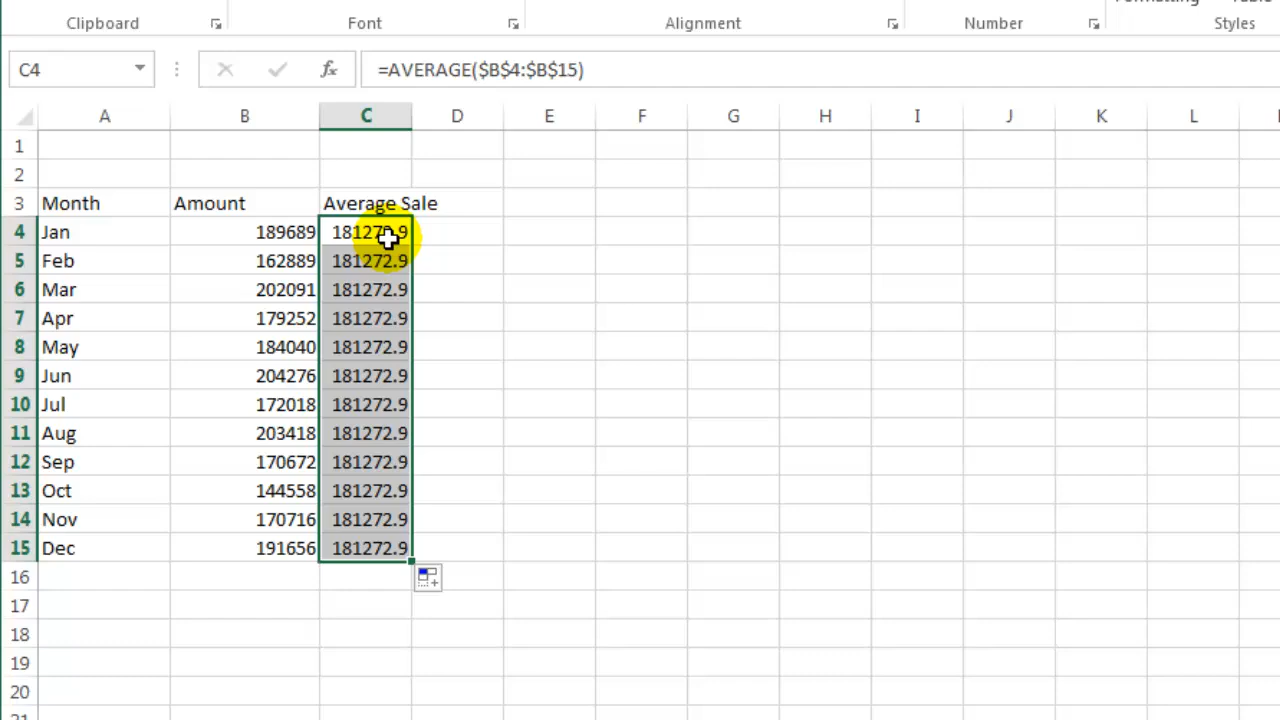 Clipboard Font Alignment Number Styles
C4 fx =AVERAGE($B$4:$B$15)
A B C D E F G H I J K L
1
2
3 Month Amount Average Sale
4 Jan 189689 181272.9
5 Feb 162889 181272.9
6 Mar 202091 181272.9
7 Apr 179252 181272.9
8 May 184040 181272.9
9 Jun 204276 181272.9
10 Jul 172018 181272.9
11 Aug 203418 181272.9
12 Sep 170672 181272.9
13 Oct 144558 181272.9
14 Nov 170716 181272.9
15 Dec 191656 181272.9
16
17
18
19
20